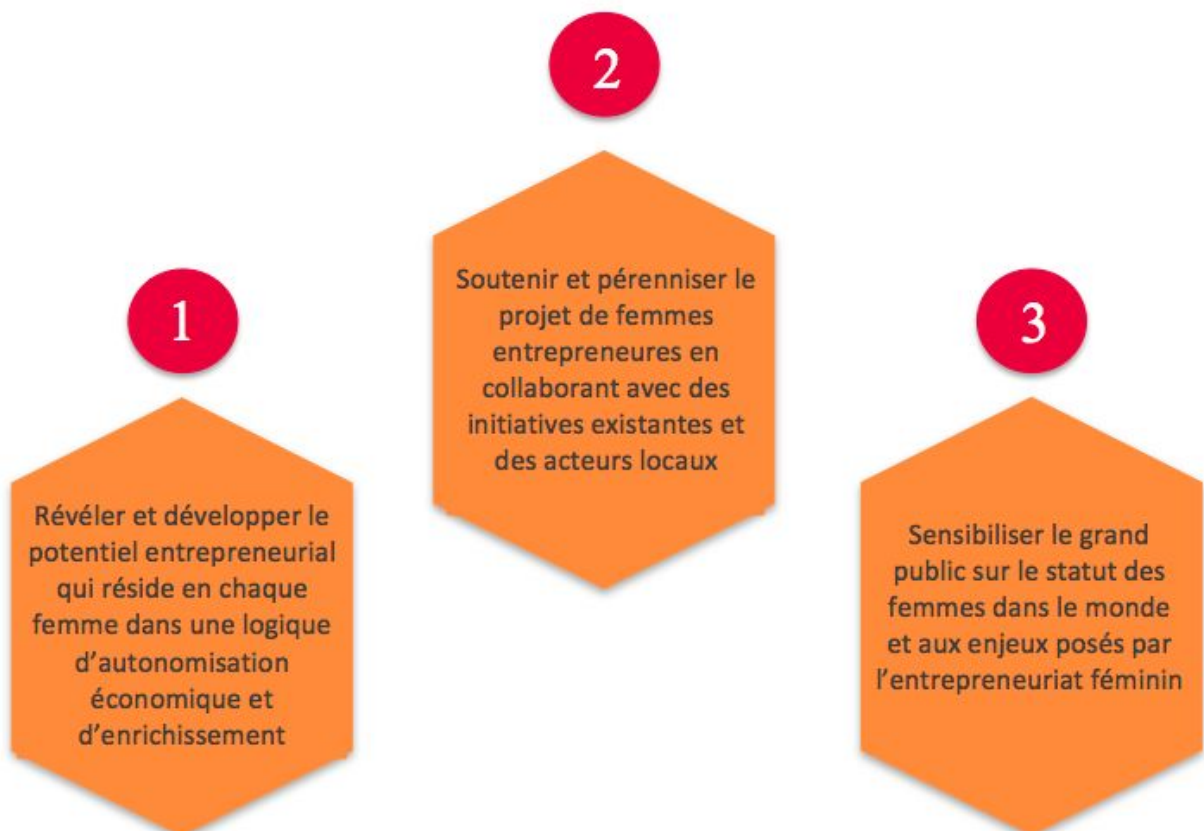 1
Révéler et développer le
potentiel entrepreneurial
qui réside en chaque
femme dans une logique
d'autonomisation
économique et
d'enrichissement
2
Soutenir et pérenniser le
projet de femmes
entrepreneures en
collaborant avec des
initiatives existantes et
des acteurs locaux
3
Sensibiliser le grand
public sur le statut des
femmes dans le monde
et aux enjeux posés par
l'entrepreneuriat féminin